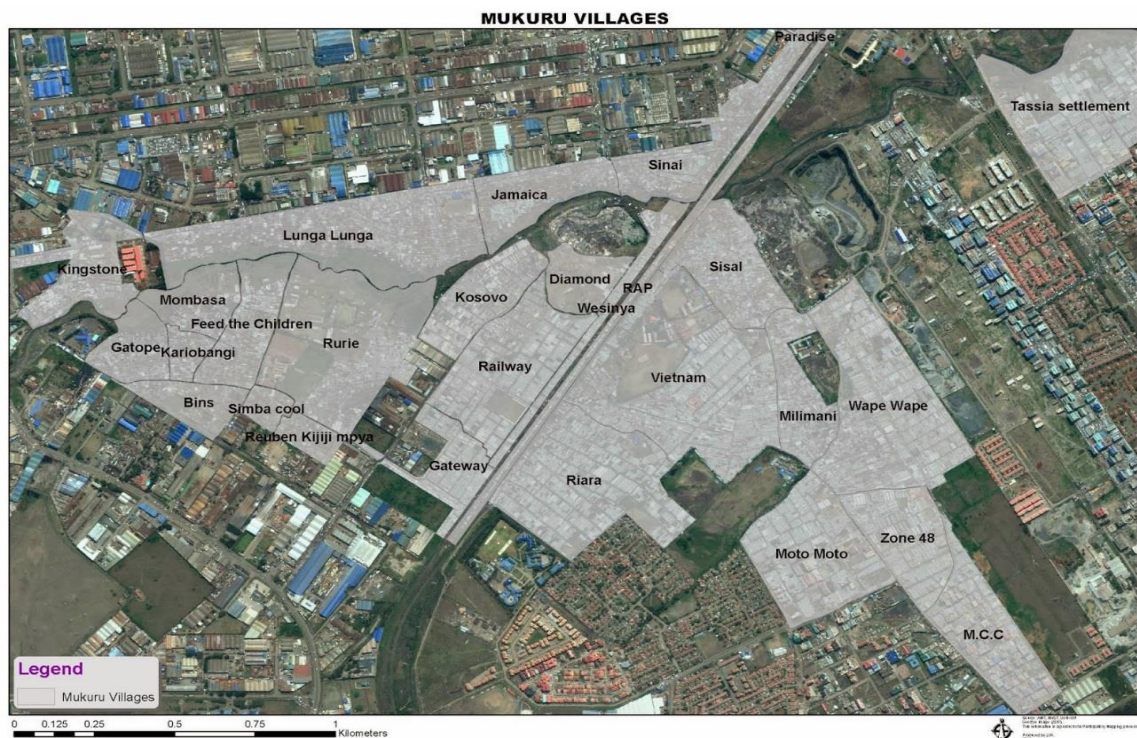 MUKURU VILLAGES
Paradise
Tassia settlement
Sinai
Jamaica
Lunga Lunga
Kingstone
Sisal
Diamond
RAP
Kosovo
Mombasa
Wesinya
Feed the Children
Rurie
Gatope
Kariobangi
Railway
Vietnam
Bins
Simba cool
Milimani
Wape Wape
Reuben Kijiji mpya
Gateway
Riara
Zone 48
Moto Moto
M.C.C
Legend
Mukuru Villages
0 0.125 0.25 0.5 0.75 1
Kilometers